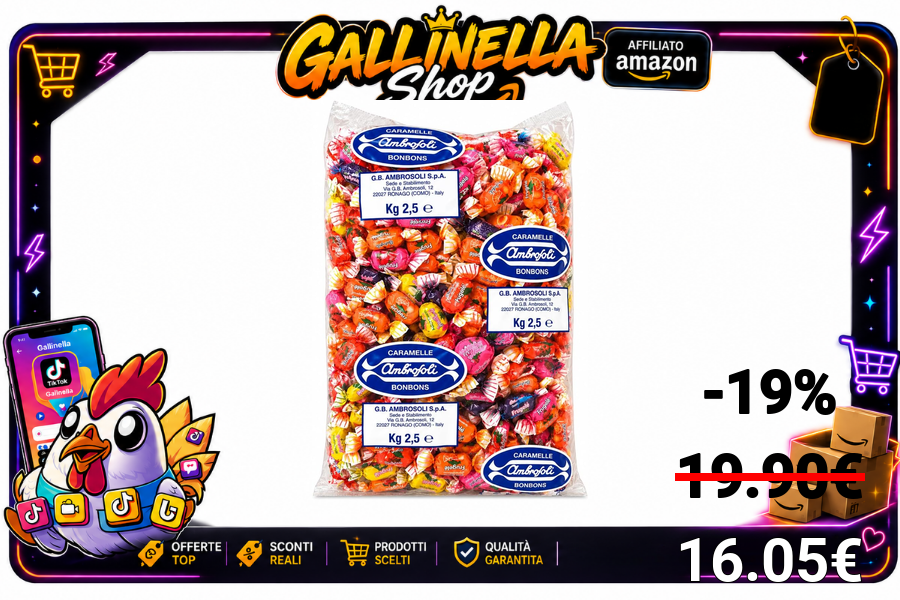 GALLINELLA
Shop
AFFILIATO
amazon
CARAMELLE
Ambrosoli
BONBONS
G.B. AMBROSOLI S.p.A.
Sede e Stabilimento
Via G.B. Ambrosoli, 12
22027 RONAGO (COMO) - Italy
Kg 2,5 e
CARAMELLE
Ambrosoli
BONBONS
G.B. AMBROSOLI S.p.A.
Sede e Stabilimento
Via G.B. Ambrosoli, 12
22027 RONAGO (COMO) - Italy
Kg 2,5 e
CARAMELLE
Ambrosoli
BONBONS
G.B. AMBROSOLI S.p.A.
Sede e Stabilimento
Via G.B. Ambrosoli, 12
22027 RONAGO (COMO) - Italy
Kg 2,5 e
CARAMELLE
Ambrosoli
BONBONS
Gallinella
TikTok
Gallinella
-19%
19.90€
16.05€
OFFERTE
TOP
SCONTI
REALI
PRODOTTI
SCELTI
QUALITÀ
GARANTITA